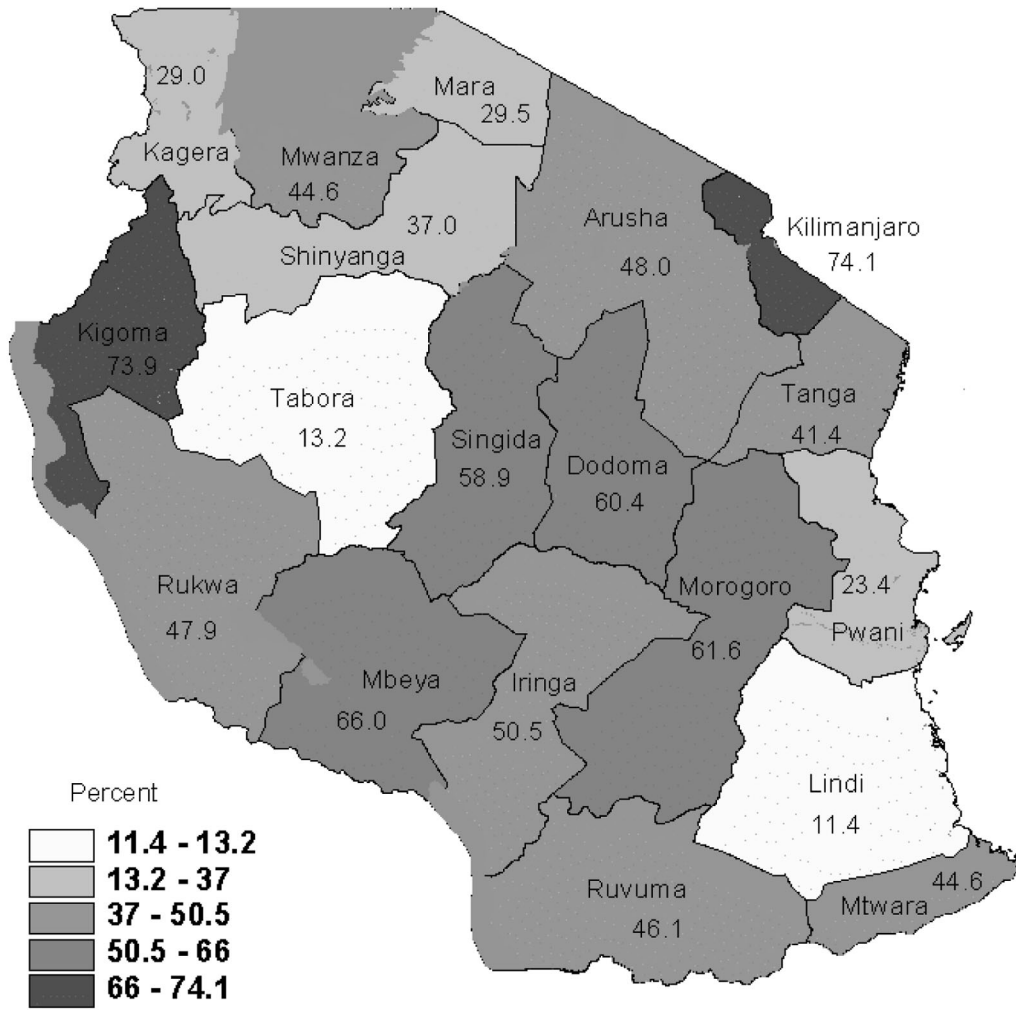 29.0
Mara
29.5
Kagera
Mwanza
44.6
37.0
Shinyanga
Arusha
48.0
Kilimanjaro
74.1
Kigoma
73.9
Tabora
13.2
Singida
58.9
Dodoma
60.4
Tanga
41.4
Rukwa
47.9
Morogoro
61.6
23.4
Pwani
Mbeya
66.0
Iringa
50.5
Lindi
11.4
Ruvuma
46.1
44.6
Mtwara
Percent
11.4 - 13.2
13.2 - 37
37 - 50.5
50.5 - 66
66 - 74.1